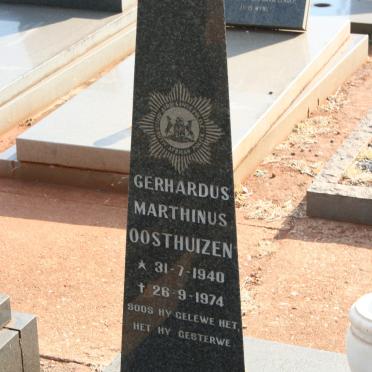 GERHARDUS
MARTHINUS
OOSTHUIZEN
* 31-7-1940
† 26-9-1974
SOOS HY GELEWE HET,
HET HY GESTERWE